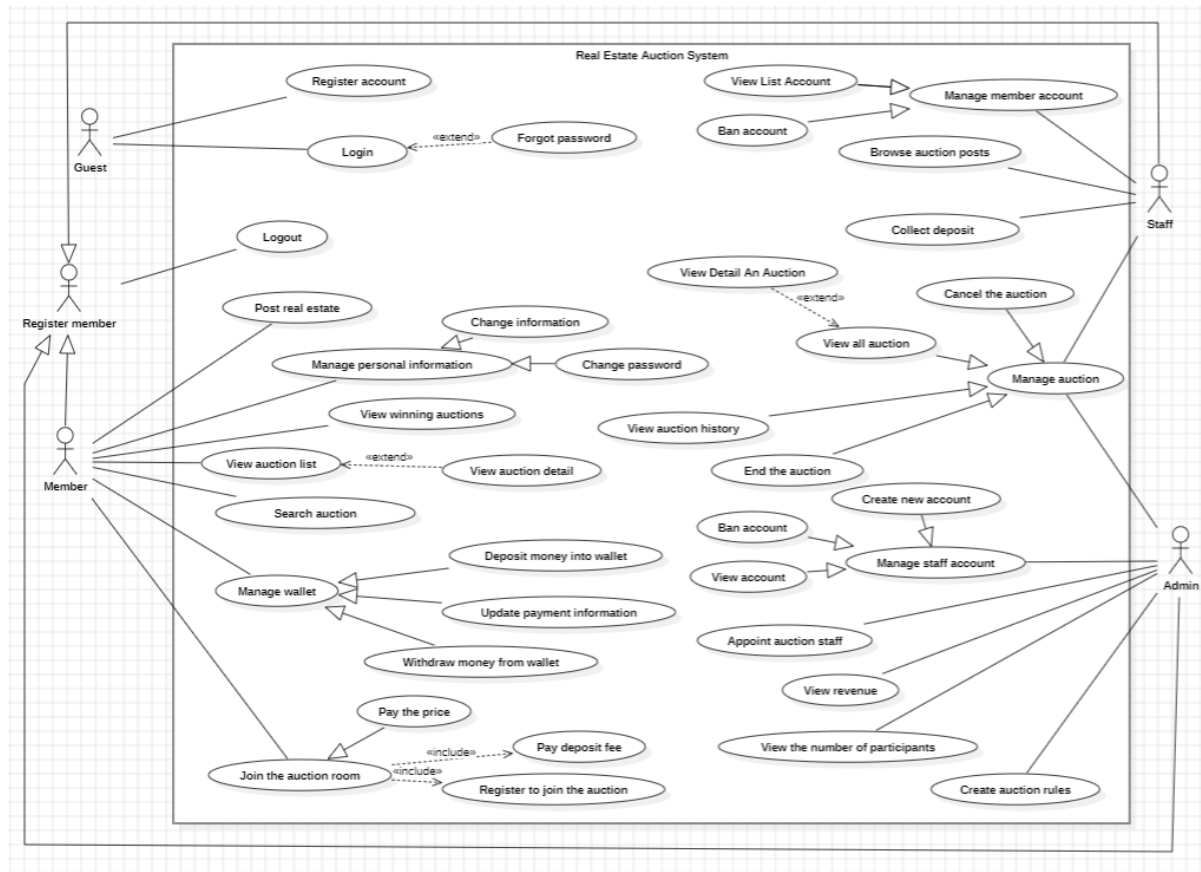 Real Estate Auction System
Register account
View List Account
Manage member account
Ban account
Guest
Login
«extend»
Forgot password
Browse auction posts
Staff
Collect deposit
Logout
View Detail An Auction
«extend»
Cancel the auction
Register member
Post real estate
Change information
View all auction
Manage personal information
Change password
Manage auction
View winning auctions
View auction history
Member
View auction list
«extend»
View auction detail
End the auction
Search auction
Create new account
Ban account
Deposit money into wallet
Manage staff account
View account
Admin
Manage wallet
Update payment information
Appoint auction staff
Withdraw money from wallet
View revenue
Pay the price
«include»
Pay deposit fee
View the number of participants
Join the auction room
«include»
Register to join the auction
Create auction rules